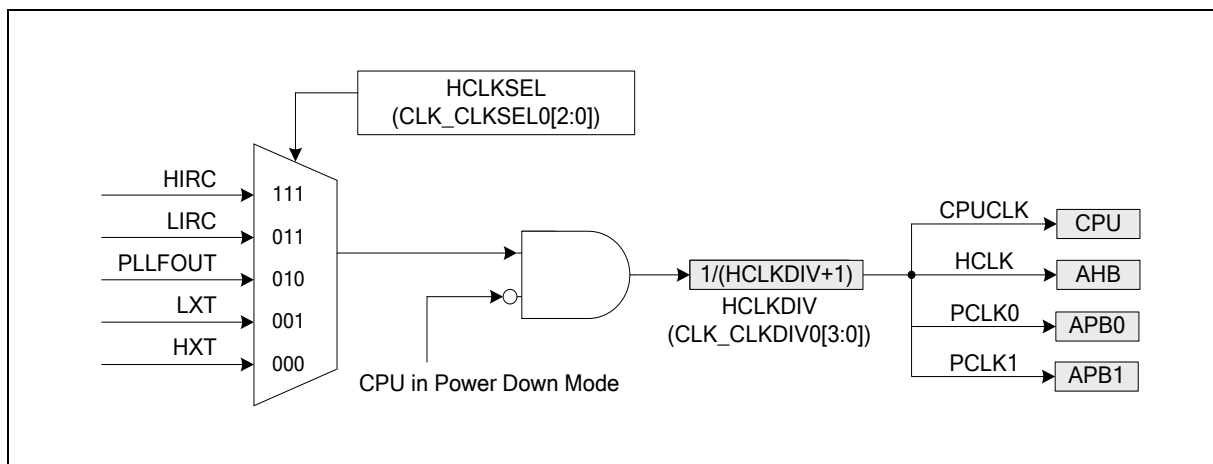 HCLKSEL
(CLK_CLKSEL0[2:0])
HIRC
111
LIRC
011
PLLFOUT
010
LXT
001
HXT
000
CPU in Power Down Mode
1/(HCLKDIV+1)
HCLKDIV
(CLK_CLKDIV0[3:0])
CPUCLK
CPU
HCLK
AHB
PCLK0
APB0
PCLK1
APB1